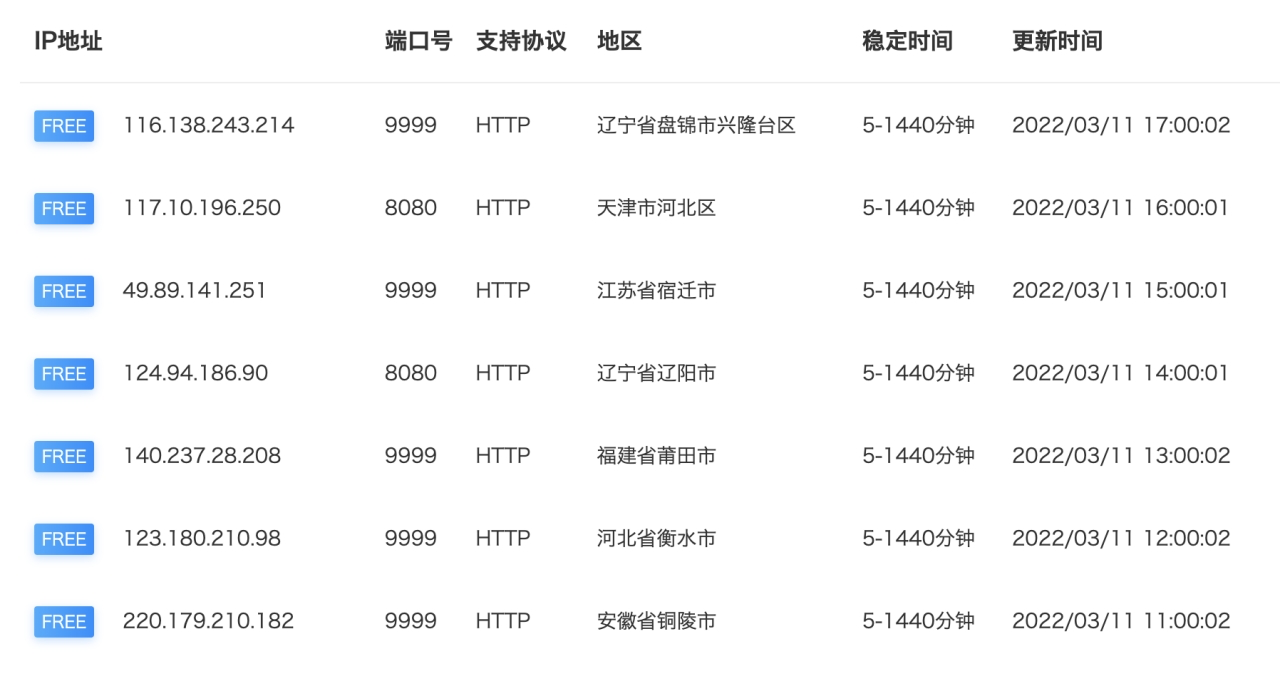 IP地址 端口号 支持协议 地区 稳定时间 更新时间
FREE 116.138.243.214 9999 HTTP 辽宁省盘锦市兴隆台区 5-1440分钟 2022/03/11 17:00:02
FREE 117.10.196.250 8080 HTTP 天津市河北区 5-1440分钟 2022/03/11 16:00:01
FREE 49.89.141.251 9999 HTTP 江苏省宿迁市 5-1440分钟 2022/03/11 15:00:01
FREE 124.94.186.90 8080 HTTP 辽宁省辽阳市 5-1440分钟 2022/03/11 14:00:01
FREE 140.237.28.208 9999 HTTP 福建省莆田市 5-1440分钟 2022/03/11 13:00:02
FREE 123.180.210.98 9999 HTTP 河北省衡水市 5-1440分钟 2022/03/11 12:00:02
FREE 220.179.210.182 9999 HTTP 安徽省铜陵市 5-1440分钟 2022/03/11 11:00:02